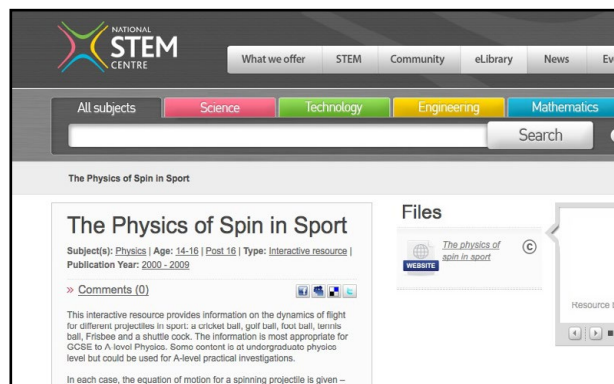 NATIONAL
STEM
CENTRE
What we offer STEM Community eLibrary News Ev
All subjects Science Technology Engineering Mathematics
Search
The Physics of Spin in Sport
The Physics of Spin in Sport
Subject(s): Physics | Age: 14-16 | Post 16 | Type: Interactive resource |
Publication Year: 2000 - 2009
» Comments (0)
This interactive resource provides information on the dynamics of flight
for different projectiles in sport: a cricket ball, golf ball, foot ball, tennis
ball, Frisbee and a shuttle cock. The information is most appropriate for
GCSE to A-level Physics. Some content is at undergraduate physics
level but could be used for A-level practical investigations.
In each case, the equation of motion for a spinning projectile is given –
Files
WEBSITE
The physics of
spin in sport
©
Resource